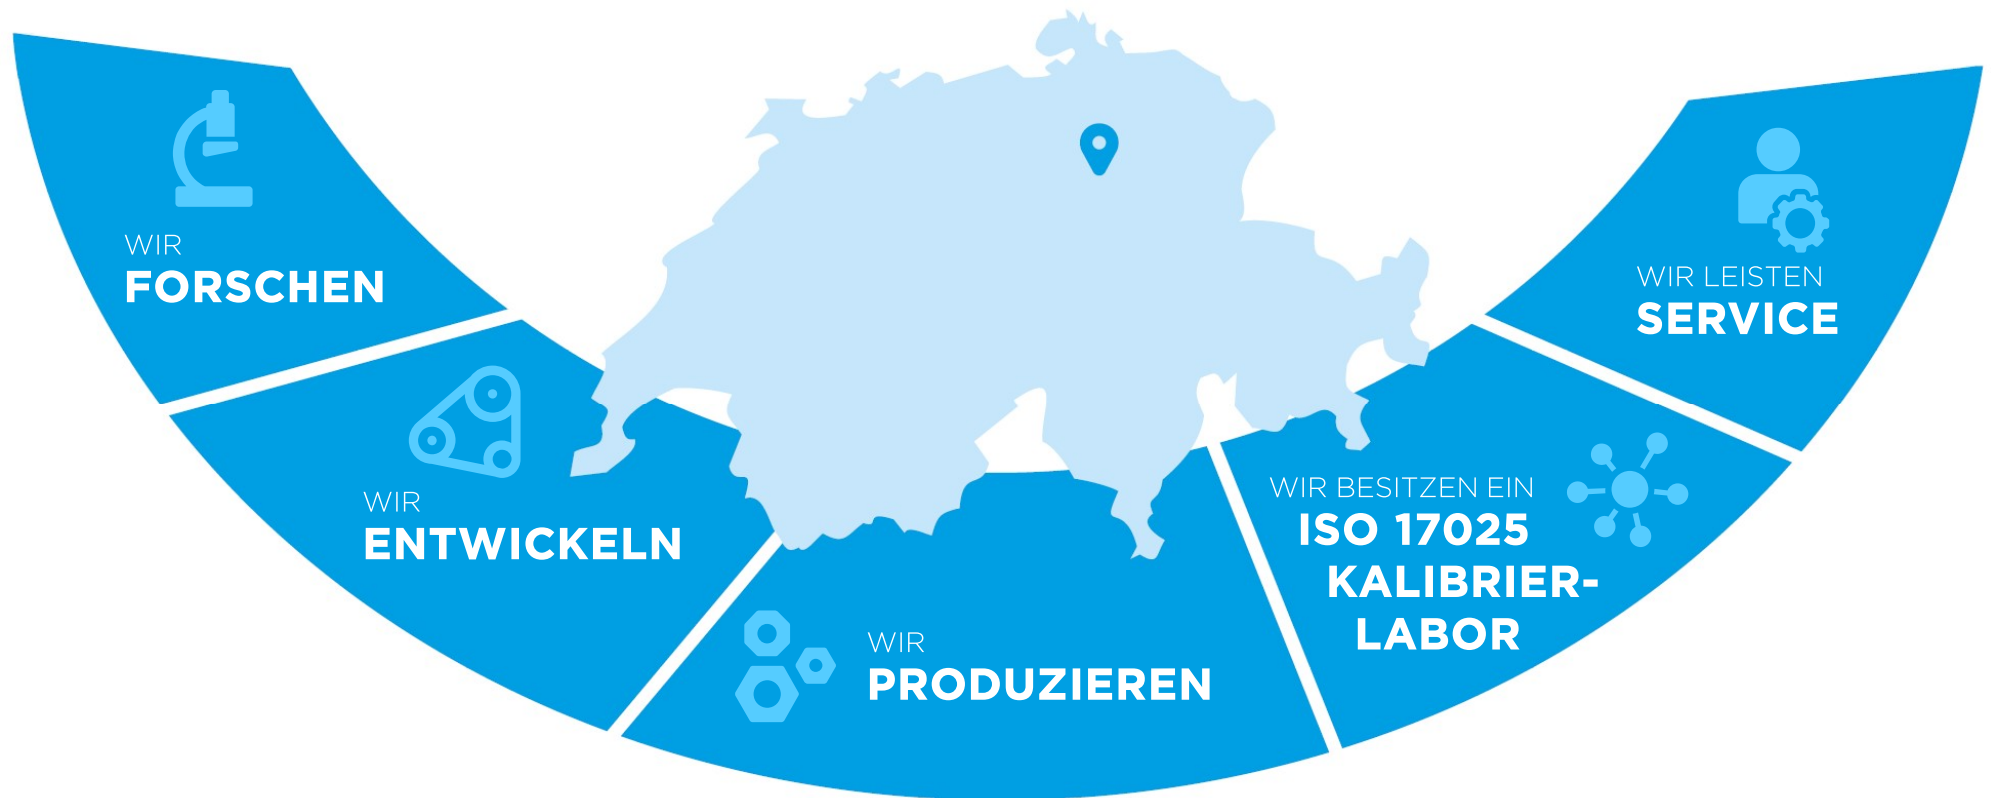 WIR
FORSCHEN
WIR
ENTWICKELN
WIR
PRODUZIEREN
WIR BESITZEN EIN
ISO 17025
KALIBRIER-
LABOR
WIR LEISTEN
SERVICE